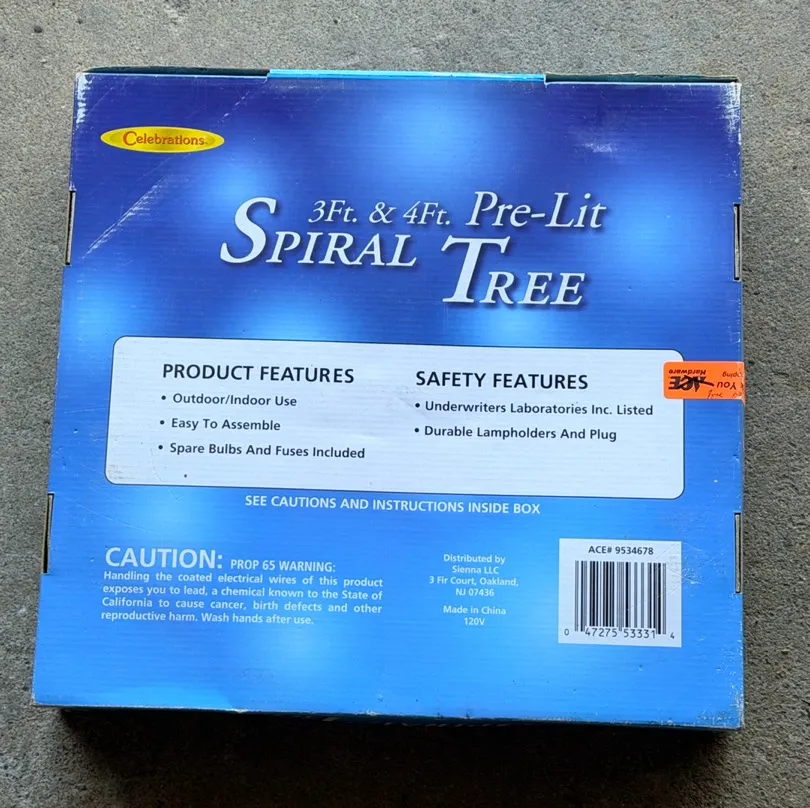 Celebrations
3Ft. & 4Ft. Pre-Lit
SPIRAL TREE
PRODUCT FEATURES
• Outdoor/Indoor Use
• Easy To Assemble
• Spare Bulbs And Fuses Included
SAFETY FEATURES
• Underwriters Laboratories Inc. Listed
• Durable Lampholders And Plug
ACE
Hardware
You
SEE CAUTIONS AND INSTRUCTIONS INSIDE BOX
CAUTION: PROP 65 WARNING:
Handling the coated electrical wires of this product
exposes you to lead, a chemical known to the State of
California to cause cancer, birth defects and other
reproductive harm. Wash hands after use.
Distributed by
Sienna LLC
3 Fir Court, Oakland,
NJ 07436
Made in China
120V
ACE# 9534678
0 47275 53331 4